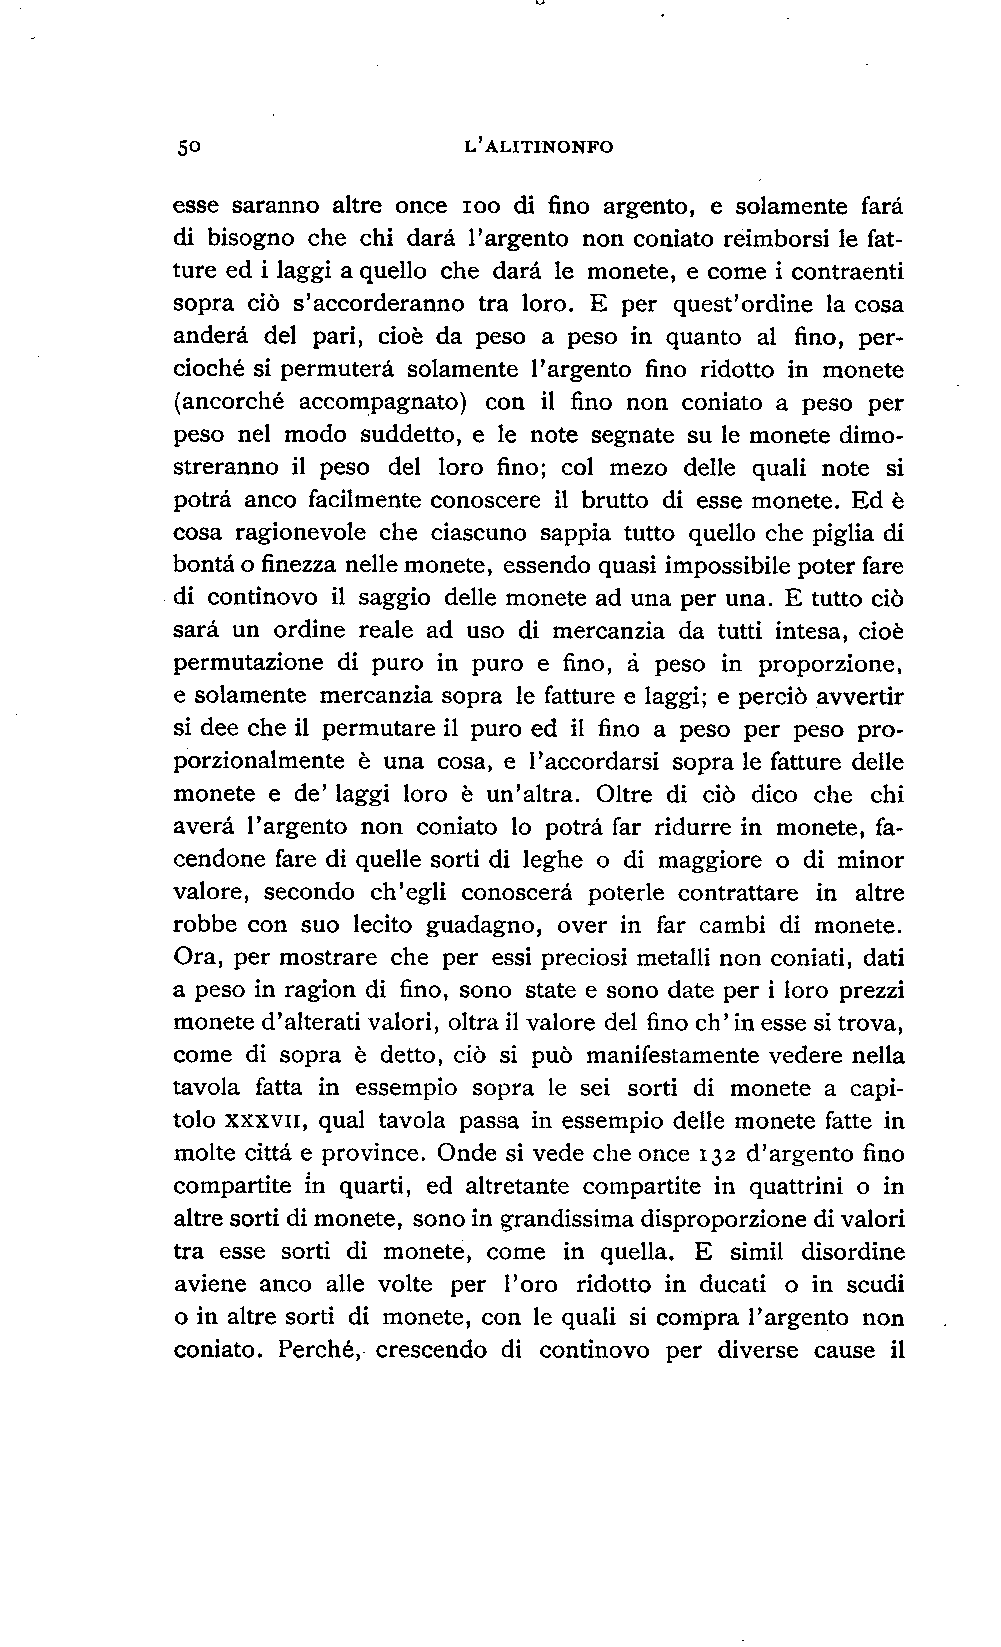 50 L'ALITINONFO
esse saranno altre once 100 di fino argento, e solamente fará
di bisogno che chi dará l'argento non coniato reimborsi le fat-
ture ed i laggi a quello che dará le monete, e come i contraenti
sopra ciò s'accorderanno tra loro. E per quest'ordine la cosa
anderá del pari, cioè da peso a peso in quanto al fino, per-
cioché si permuterá solamente l'argento fino ridotto in monete
(ancorché accompagnato) con il fino non coniato a peso per
peso nel modo suddetto, e le note segnate su le monete dimo-
streranno il peso del loro fino; col mezo delle quali note si
potrá anco facilmente conoscere il brutto di esse monete. Ed è
cosa ragionevole che ciascuno sappia tutto quello che piglia di
bontá o finezza nelle monete, essendo quasi impossibile poter fare
di continovo il saggio delle monete ad una per una. E tutto ciò
sará un ordine reale ad uso di mercanzia da tutti intesa, cioè
permutazione di puro in puro e fino, à peso in proporzione,
e solamente mercanzia sopra le fatture e laggi; e perciò avvertir
si dee che il permutare il puro ed il fino a peso per peso pro-
porzionalmente è una cosa, e l'accordarsi sopra le fatture delle
monete e de' laggi loro è un'altra. Oltre di ciò dico che chi
averá l'argento non coniato lo potrá far ridurre in monete, fa-
cendone fare di quelle sorti di leghe o di maggiore o di minor
valore, secondo ch'egli conoscerá poterle contrattare in altre
robbe con suo lecito guadagno, over in far cambi di monete.
Ora, per mostrare che per essi preciosi metalli non coniati, dati
a peso in ragion di fino, sono state e sono date per i loro prezzi
monete d'alterati valori, oltra il valore del fino ch' in esse si trova,
come di sopra è detto, ciò si può manifestamente vedere nella
tavola fatta in essempio sopra le sei sorti di monete a capi-
tolo XXXVII, qual tavola passa in essempio delle monete fatte in
molte cittá e province. Onde si vede che once 132 d'argento fino
compartite in quarti, ed altretante compartite in quattrini o in
altre sorti di monete, sono in grandissima disproporzione di valori
tra esse sorti di monete, come in quella. E simil disordine
aviene anco alle volte per l'oro ridotto in ducati o in scudi
o in altre sorti di monete, con le quali si compra l'argento non
coniato. Perché, crescendo di continovo per diverse cause il